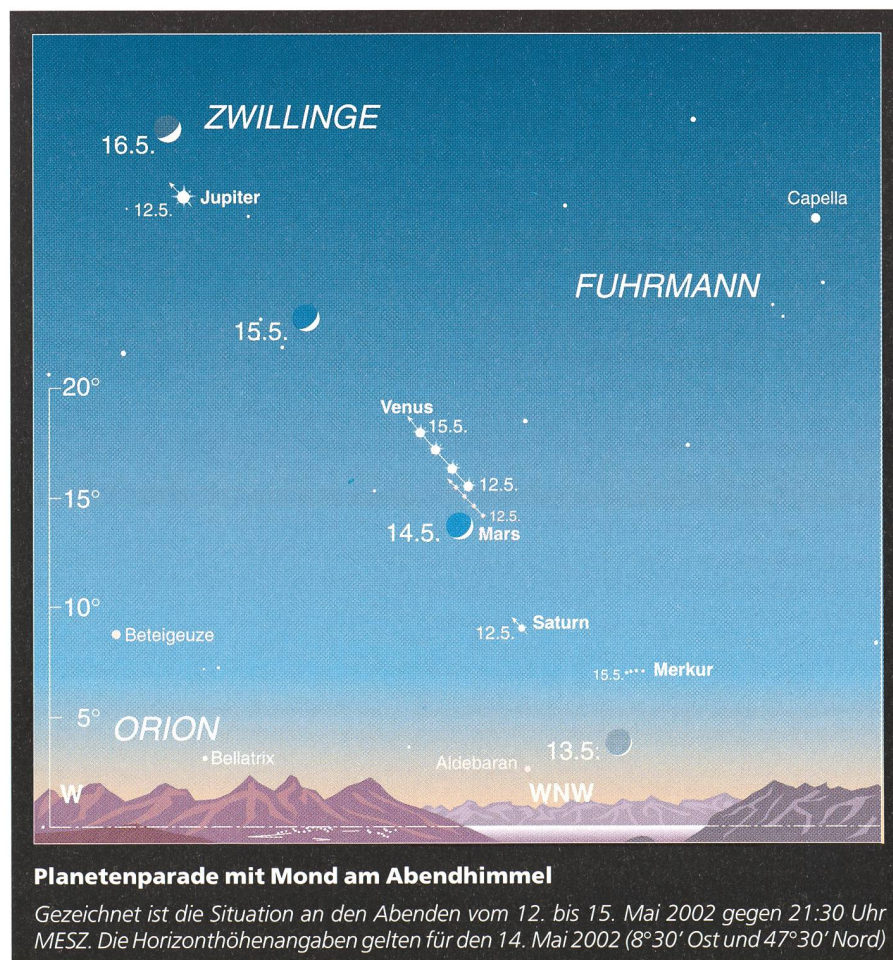 ZWILLINGE
16.5.
Jupiter
12.5.
Capella
FUHRMANN
15.5.
20°
Venus
15.5.
15°
12.5.
12.5.
14.5.
Mars
10°
Saturn
12.5.
Beteigeuze
15.5.
Merkur
5°
ORION
13.5:
Bellatrix
Aldebaran
W
WNW
Planetenparade mit Mond am Abendhimmel
Gezeichnet ist die Situation an den Abenden vom 12. bis 15. Mai 2002 gegen 21:30 Uhr
MESZ. Die Horizonthöhenangaben gelten für den 14. Mai 2002 (8°30′ Ost und 47°30′ Nord)